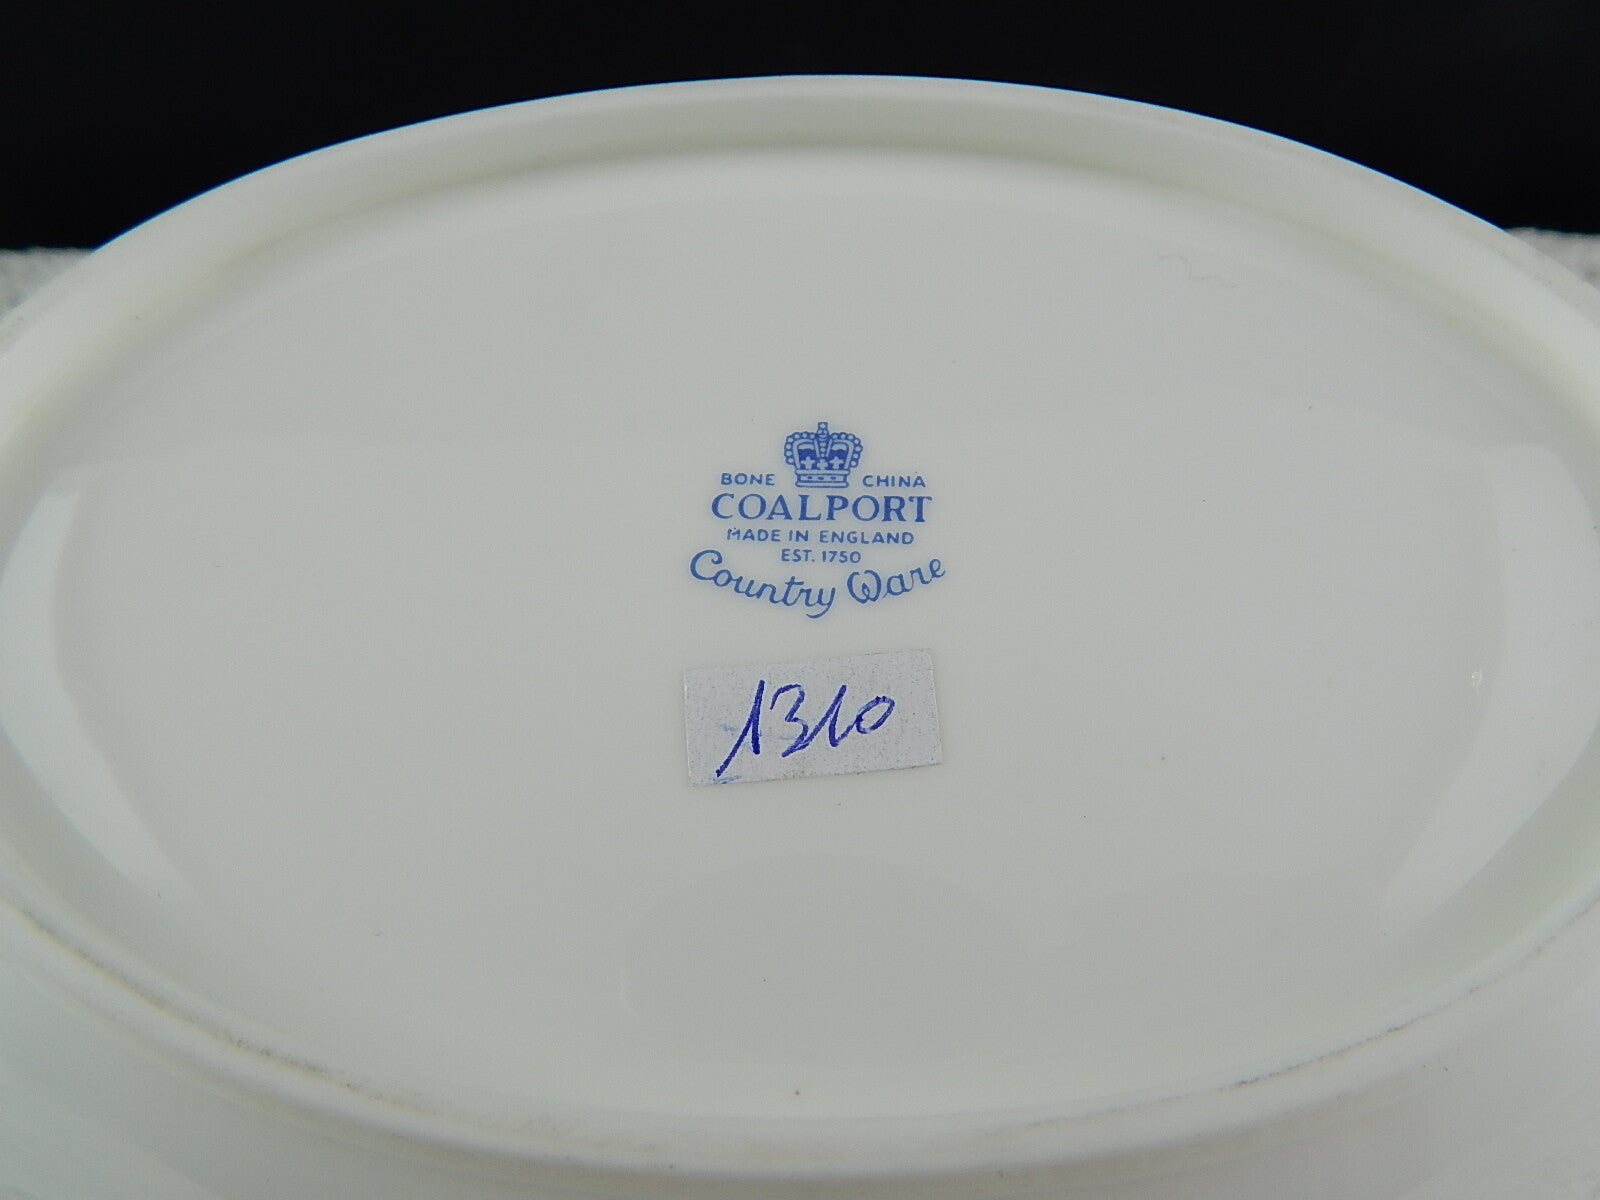 BONE CHINA
COALPORT
MADE IN ENGLAND
EST. 1750
Country Ware
1310